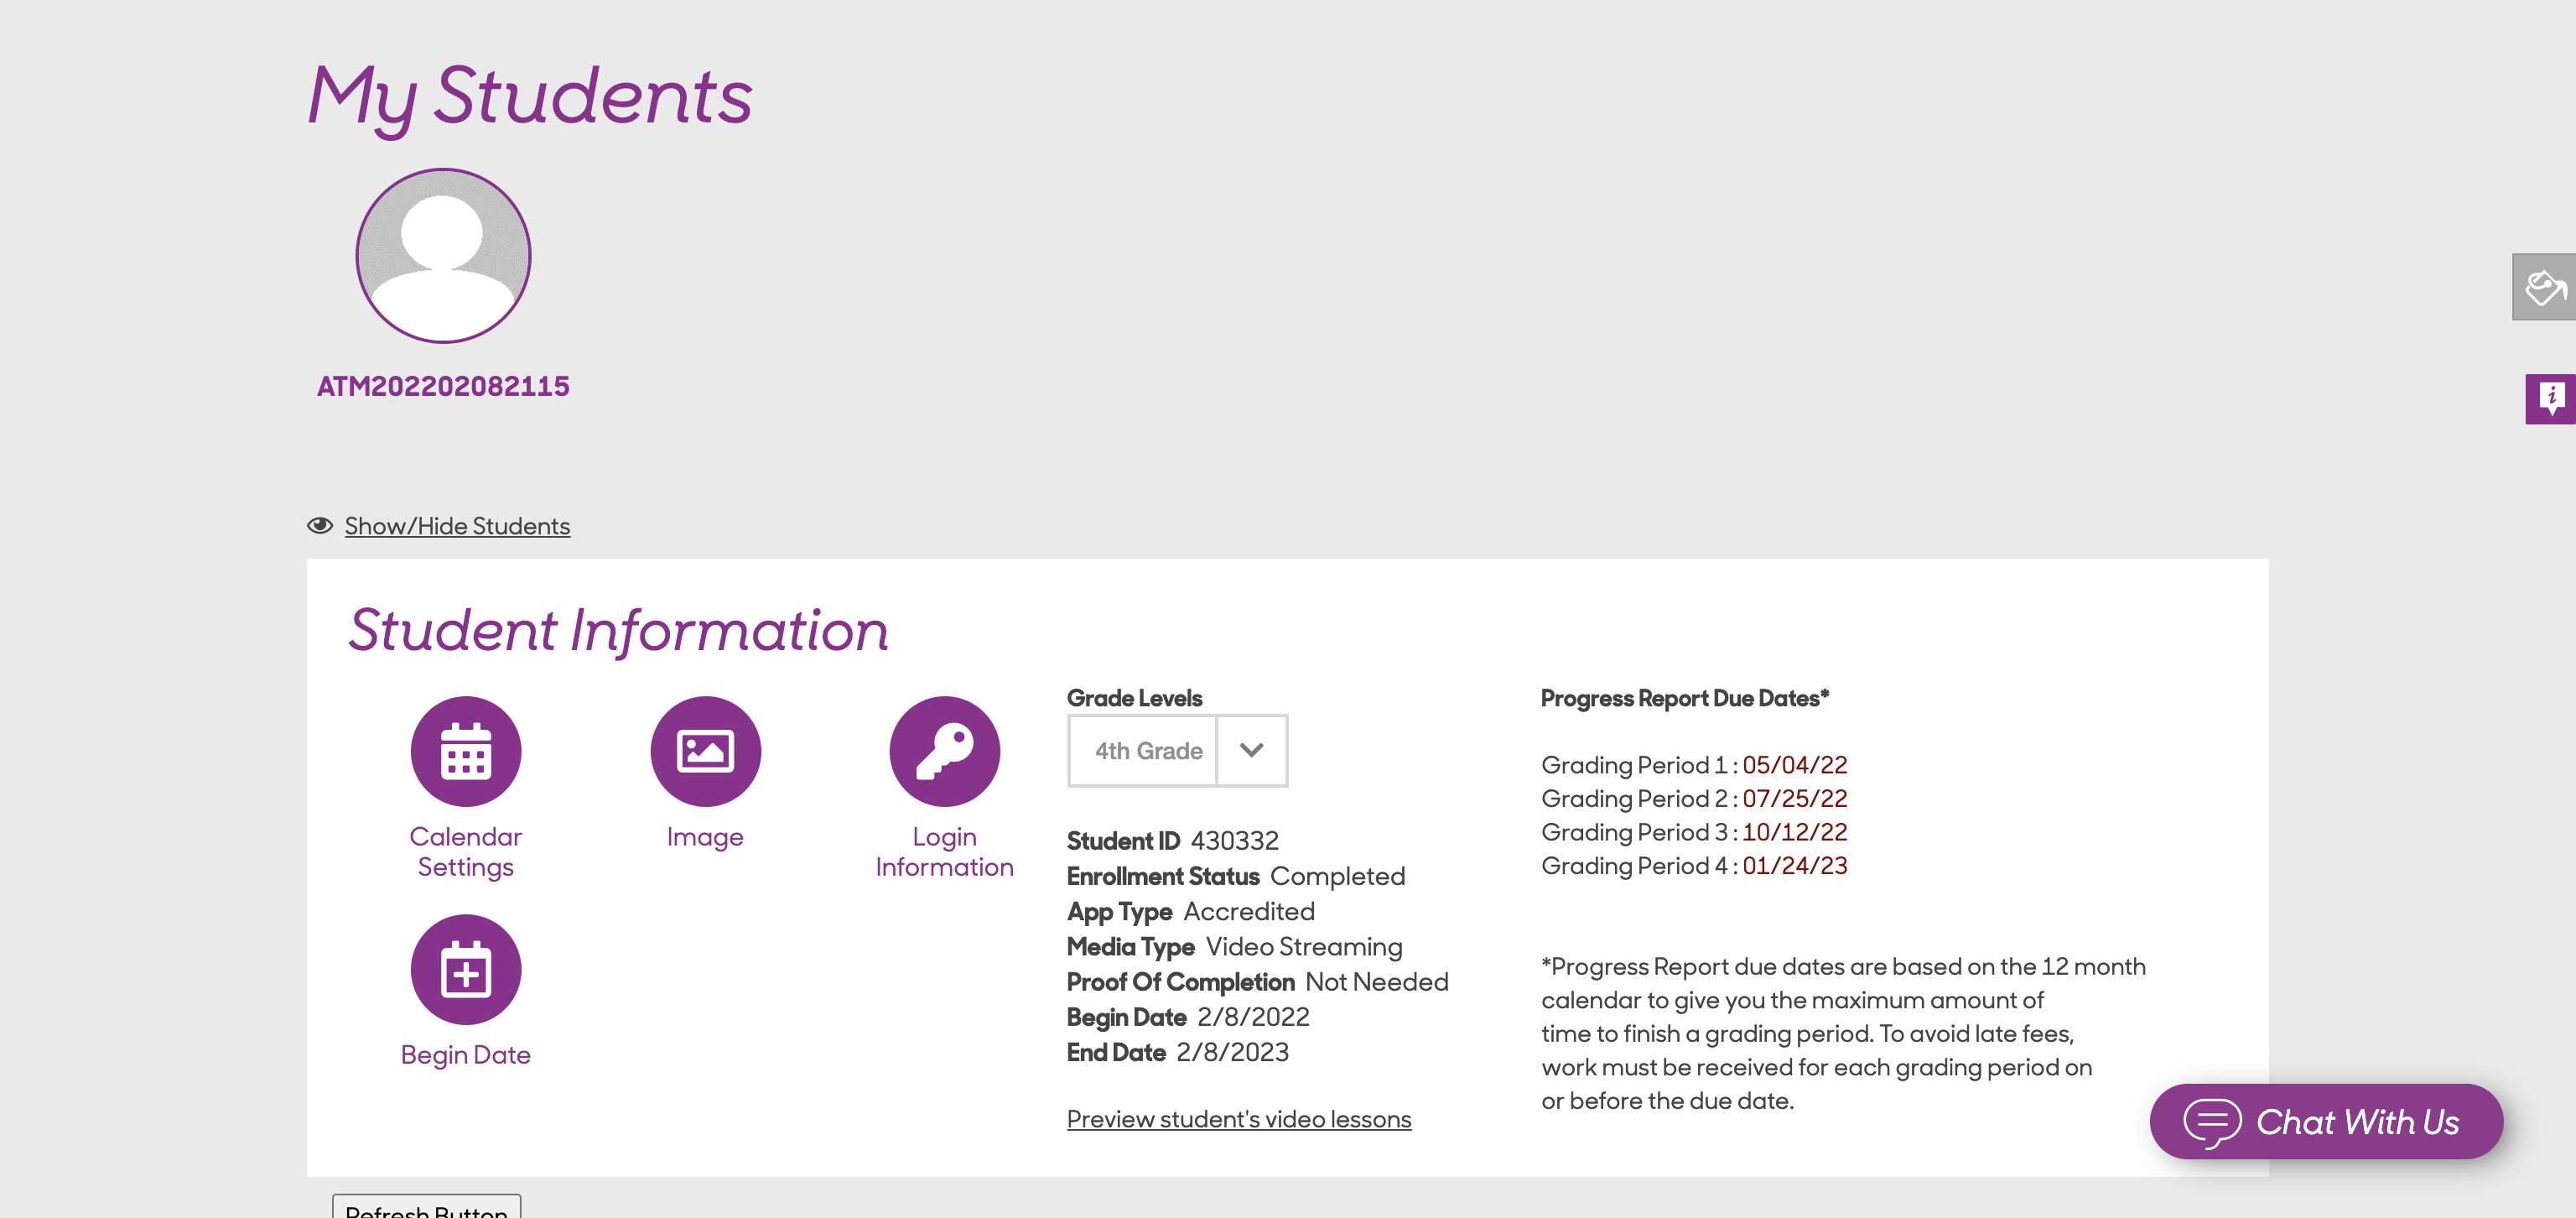 My Students
ATM202202082115
Show/Hide Students
Student Information
Calendar
Settings
Image
Login
Information
Begin Date
Grade Levels
4th Grade
Student ID 430332
Enrollment Status Completed
App Type Accredited
Media Type Video Streaming
Proof Of Completion Not Needed
Begin Date 2/8/2022
End Date 2/8/2023
Preview student's video lessons
Progress Report Due Dates*
Grading Period 1 : 05/04/22
Grading Period 2 : 07/25/22
Grading Period 3 : 10/12/22
Grading Period 4 : 01/24/23
*Progress Report due dates are based on the 12 month
calendar to give you the maximum amount of
time to finish a grading period. To avoid late fees,
work must be received for each grading period on
or before the due date.
Chat With Us
Refresh Button